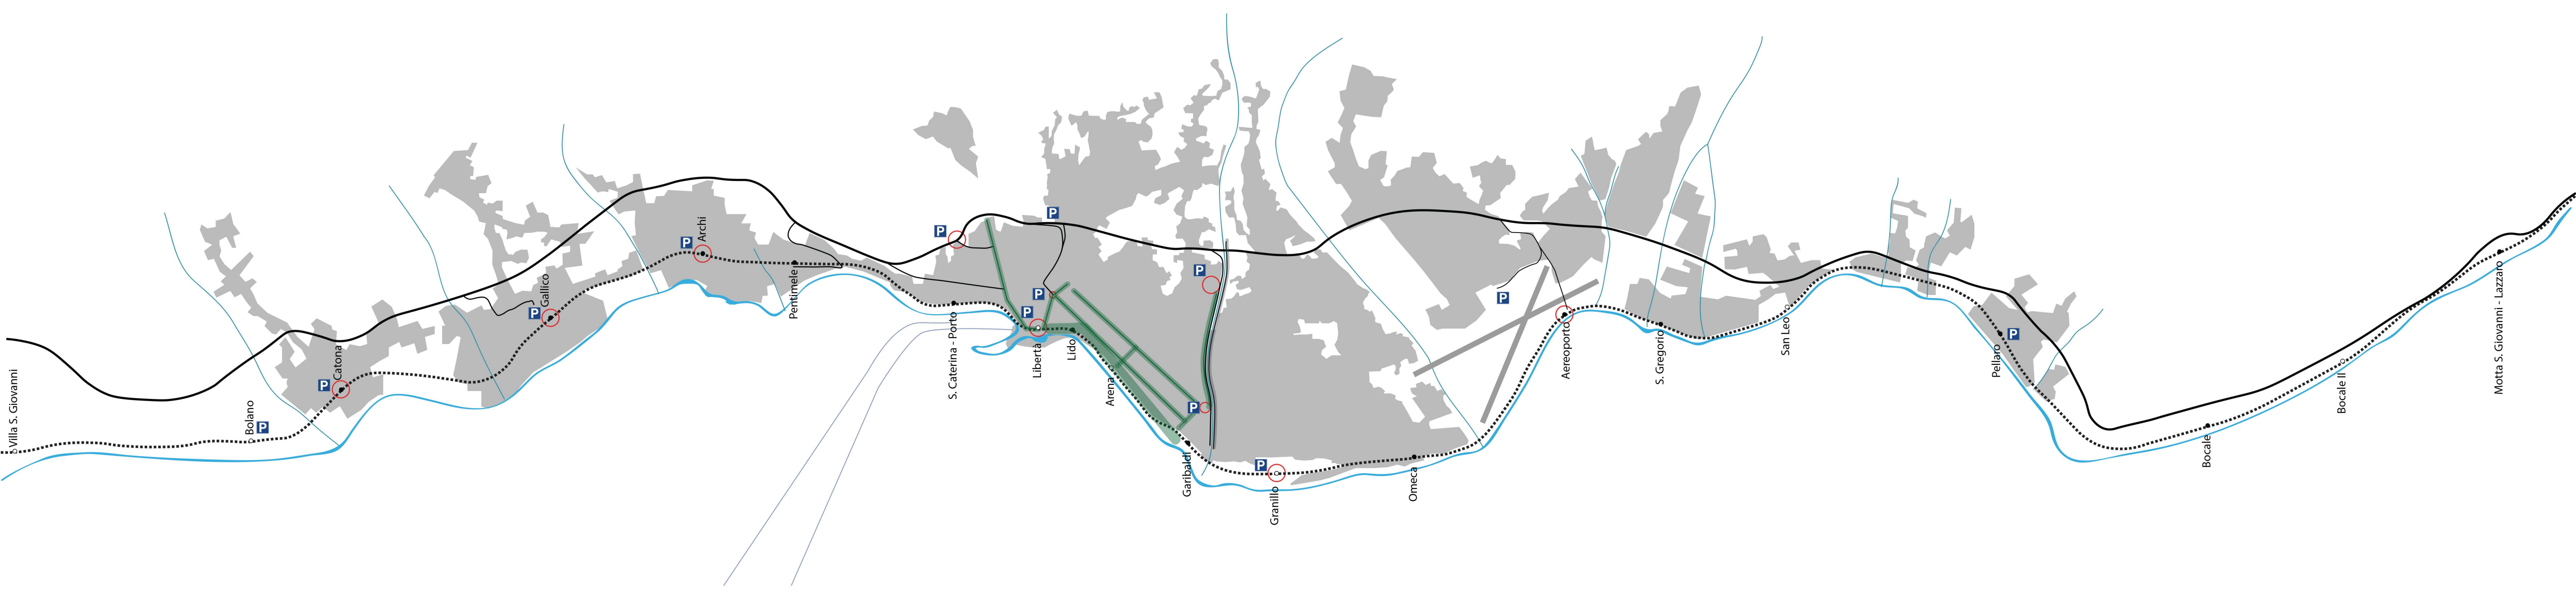 Villa S. Giovanni
Bolano
P
P
Catona
P
Gallico
P
Archi
Pentimele
P
S. Caterina - Porto
P
Libertà
P
P
Lido
Arena
P
Garibaldi
P
P
Granillo
Omeca
P
Aereoporto
S. Gregorio
San Leo
Pellaro
P
Bocale
Bocale II
Motta S. Giovanni - Lazzaro